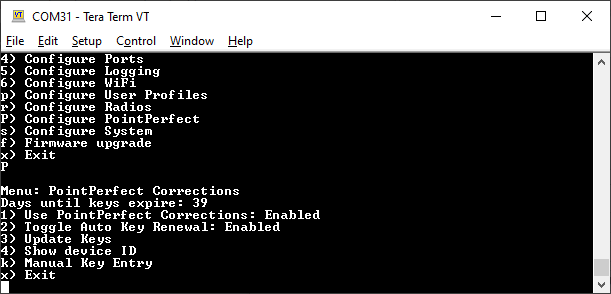 COM31 - Tera Term VT
File Edit Setup Control Window Help
4) Configure Ports
5) Configure Logging
6) Configure WiFi
p) Configure User Profiles
r) Configure Radios
P) Configure PointPerfect
s) Configure System
f) Firmware upgrade
x) Exit
P
Menu: PointPerfect Corrections
Days until keys expire: 39
1) Use PointPerfect Corrections: Enabled
2) Toggle Auto Key Renewal: Enabled
3) Update Keys
4) Show device ID
k) Manual Key Entry
x) Exit